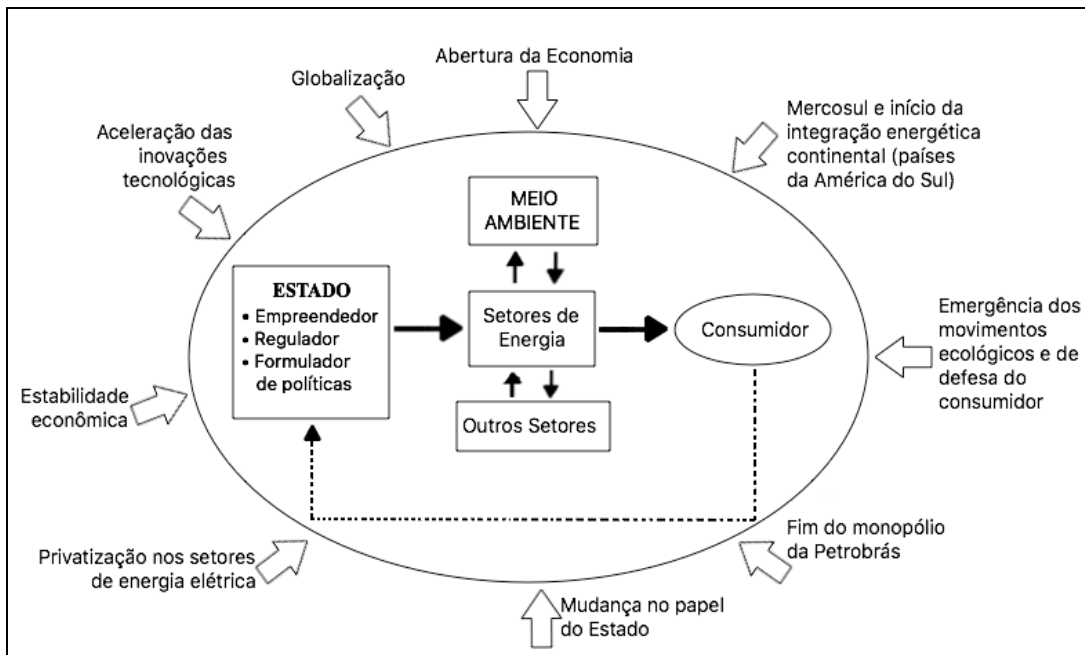 Abertura da Economia
Globalização
Mercosul e início da
integração energética
continental (países
da América do Sul)
Aceleração das
inovações
tecnológicas
MEIO
AMBIENTE
ESTADO
• Empreendedor
• Regulador
• Formulador
de políticas
Setores de
Energia
Consumidor
Emergência dos
movimentos
ecológicos e de
defesa do
consumidor
Estabilidade
econômica
Outros Setores
Fim do monopólio
da Petrobrás
Privatização nos setores
de energia elétrica
Mudança no papel
do Estado